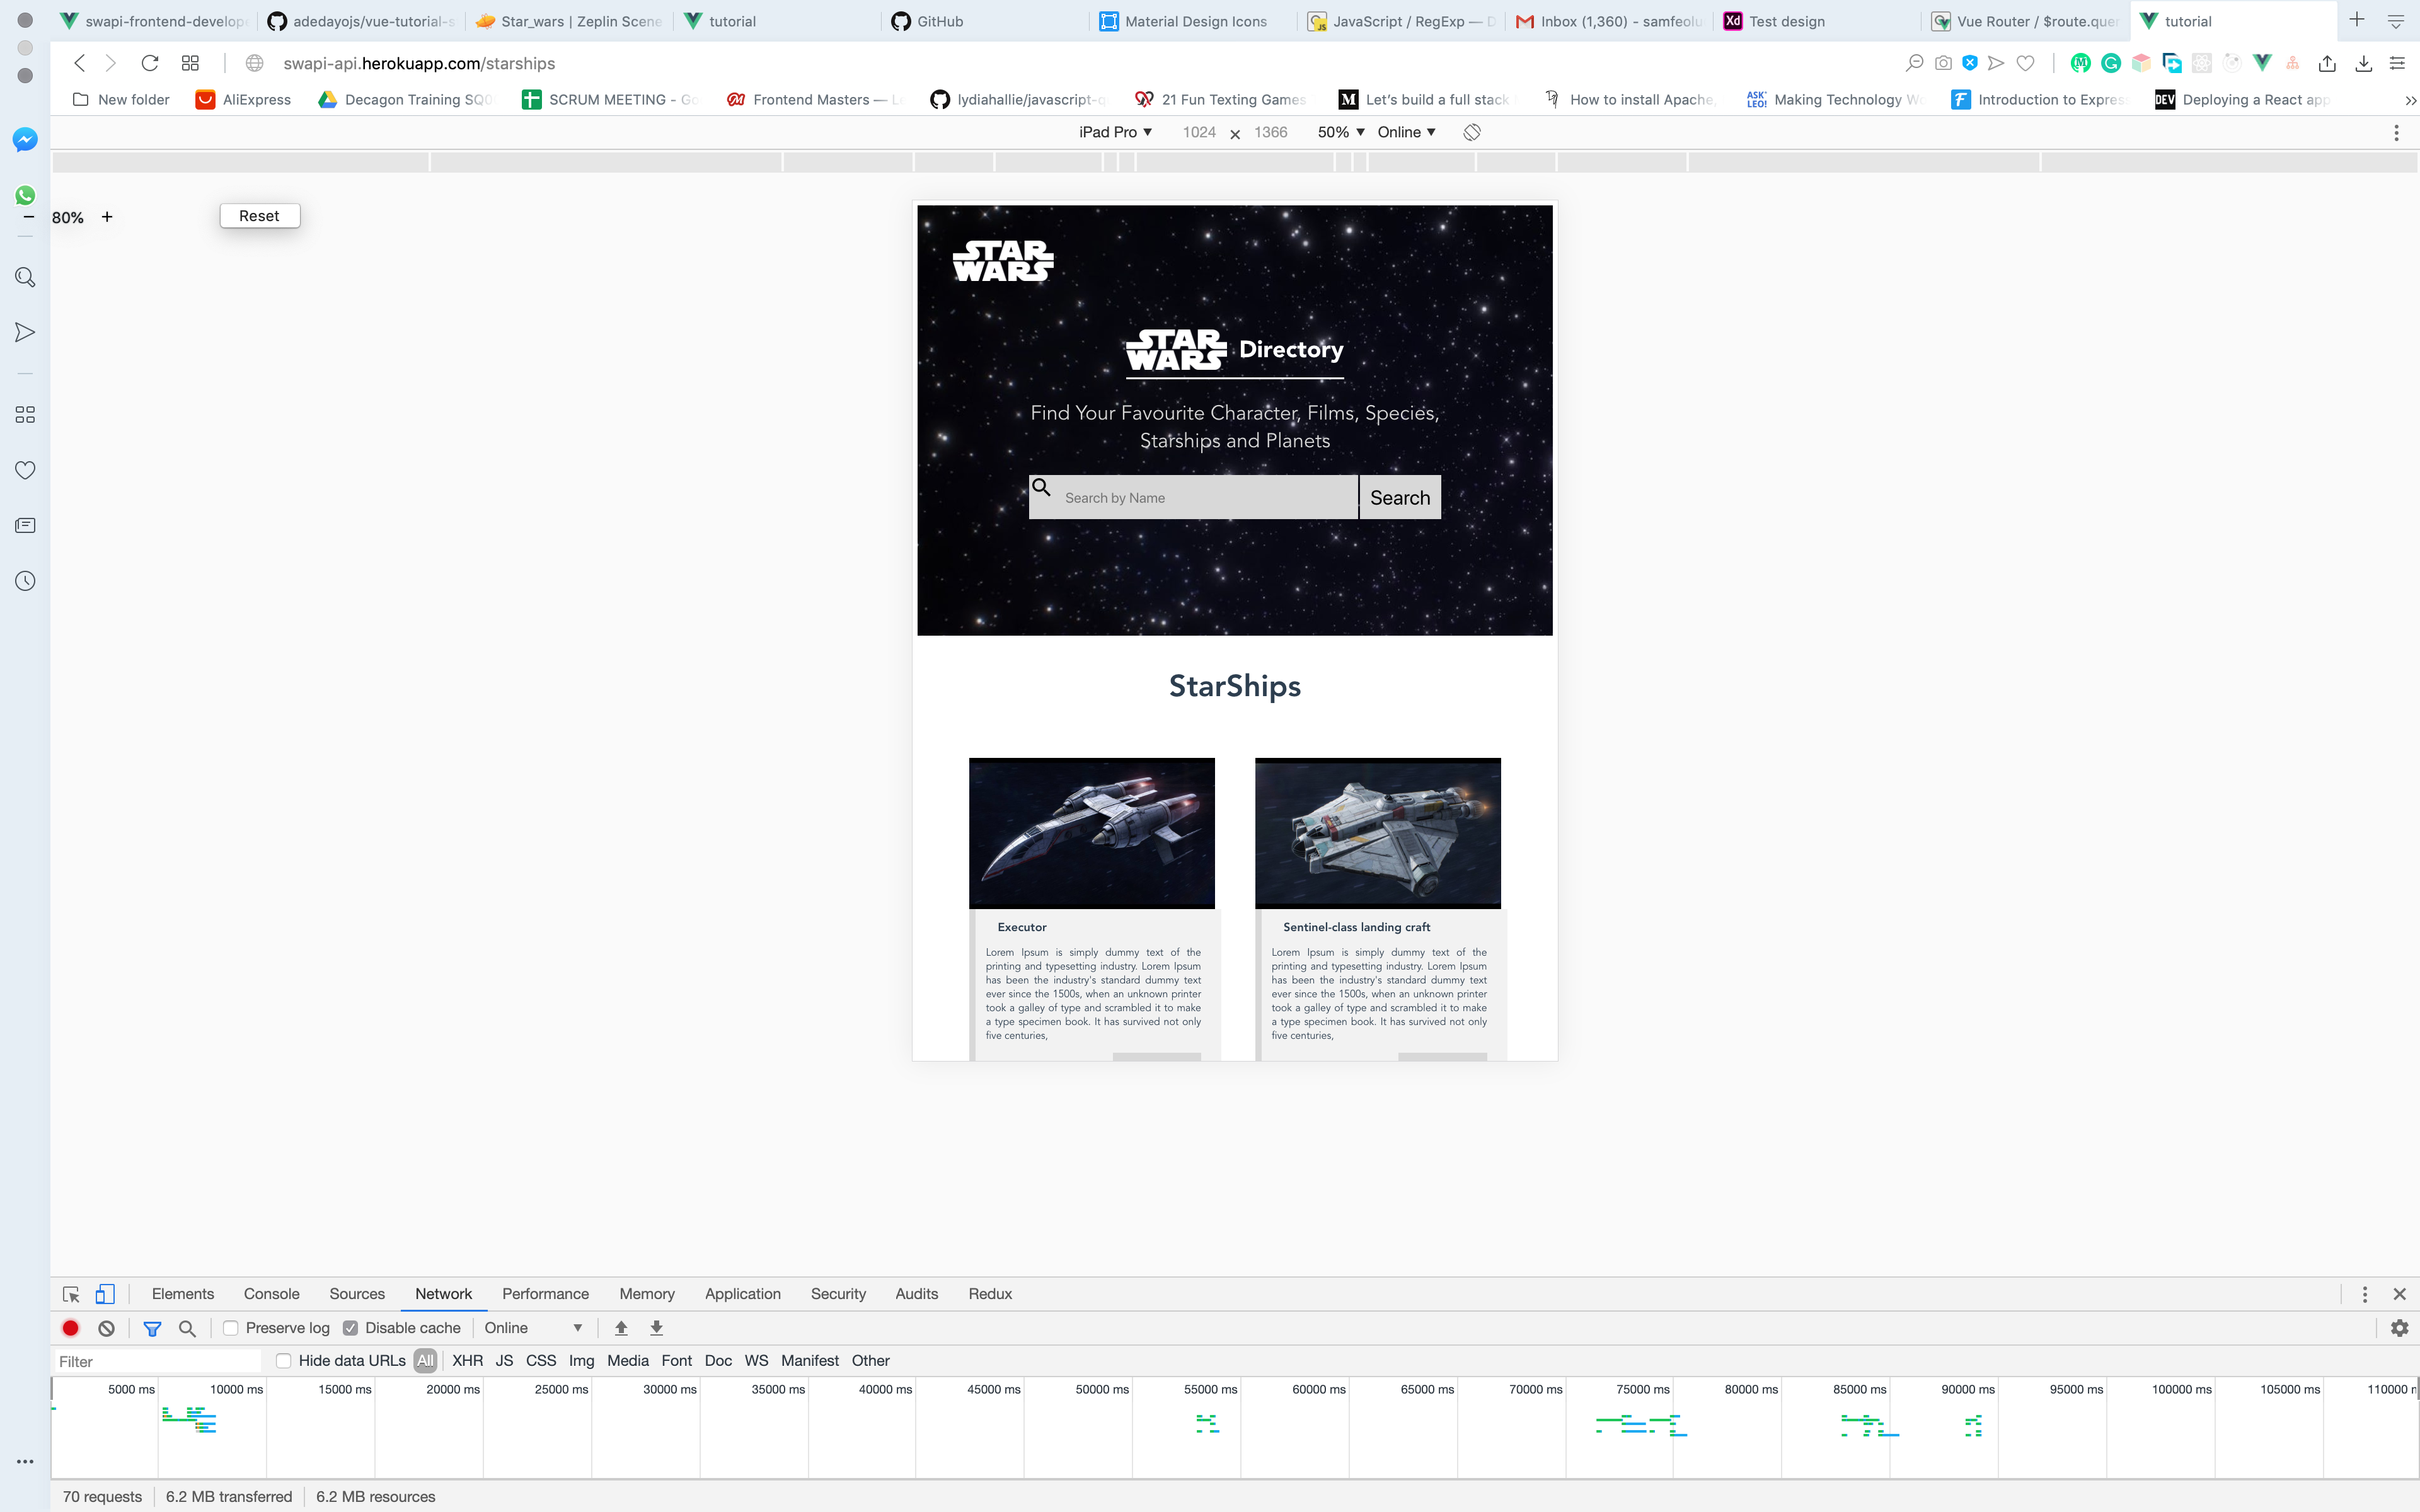 swapi-frontend-develop
adedayojs/vue-tutorial-s
Star_wars | Zeplin Scene
tutorial
GitHub
Material Design Icons
JavaScript / RegExp — D
Inbox (1,360) - samfeolu
Xd Test design
Vue Router / $route.quer
tutorial
swapi-api.herokuapp.com/starships
New folder
AliExpress
Decagon Training SQ0
SCRUM MEETING - Go
Frontend Masters — L
lydiahallie/javascript-q
21 Fun Texting Games
Let's build a full stack
How to install Apache,
ASK LEO! Making Technology Wo
Introduction to Expres
DEV Deploying a React app
iPad Pro ▼ 1024 × 1366 50% ▼ Online ▼
− 80% + Reset
STAR WARS
STAR WARS Directory
Find Your Favourite Character, Films, Species,
Starships and Planets
Search by Name Search
StarShips
Executor
Lorem Ipsum is simply dummy text of the
printing and typesetting industry. Lorem Ipsum
has been the industry's standard dummy text
ever since the 1500s, when an unknown printer
took a galley of type and scrambled it to make
a type specimen book. It has survived not only
five centuries,
Sentinel-class landing craft
Lorem Ipsum is simply dummy text of the
printing and typesetting industry. Lorem Ipsum
has been the industry's standard dummy text
ever since the 1500s, when an unknown printer
took a galley of type and scrambled it to make
a type specimen book. It has survived not only
five centuries,
Elements Console Sources Network Performance Memory Application Security Audits Redux
Preserve log Disable cache Online ▼
Filter Hide data URLs All XHR JS CSS Img Media Font Doc WS Manifest Other
5000 ms 10000 ms 15000 ms 20000 ms 25000 ms 30000 ms 35000 ms 40000 ms 45000 ms 50000 ms 55000 ms 60000 ms 65000 ms 70000 ms 75000 ms 80000 ms 85000 ms 90000 ms 95000 ms 100000 ms 105000 ms 110000
70 requests 6.2 MB transferred 6.2 MB resources